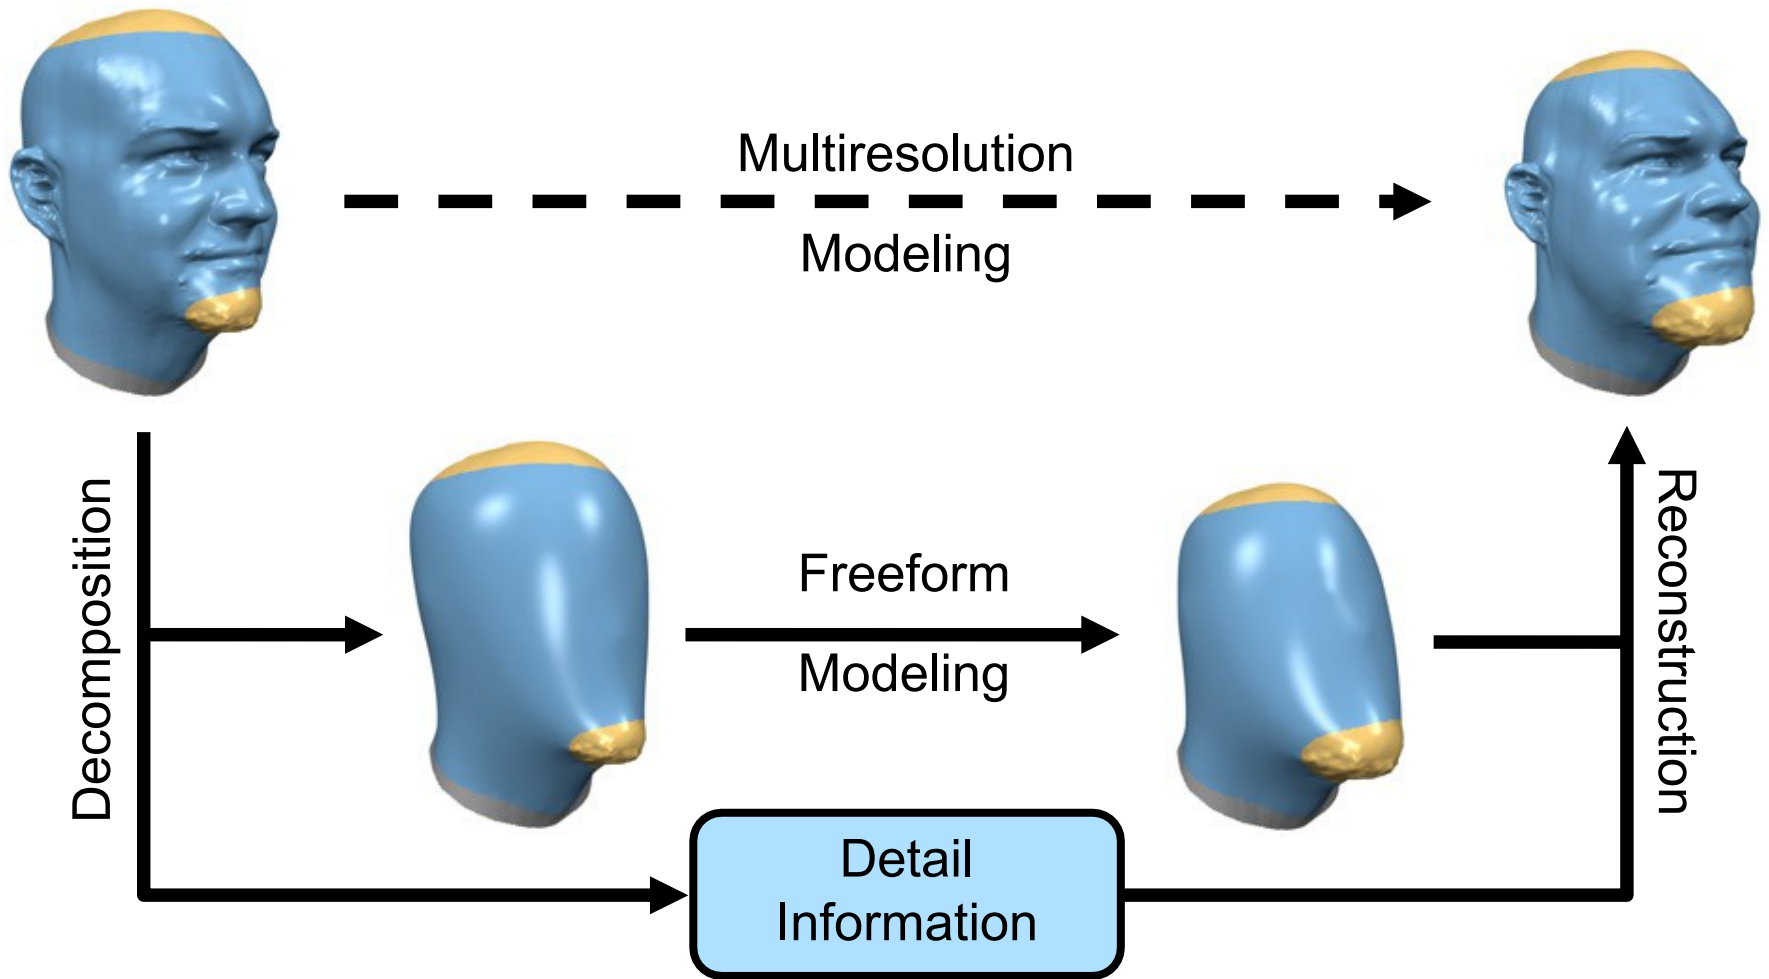 Multiresolution
Modeling
Decomposition
Freeform
Modeling
Reconstruction
Detail
Information